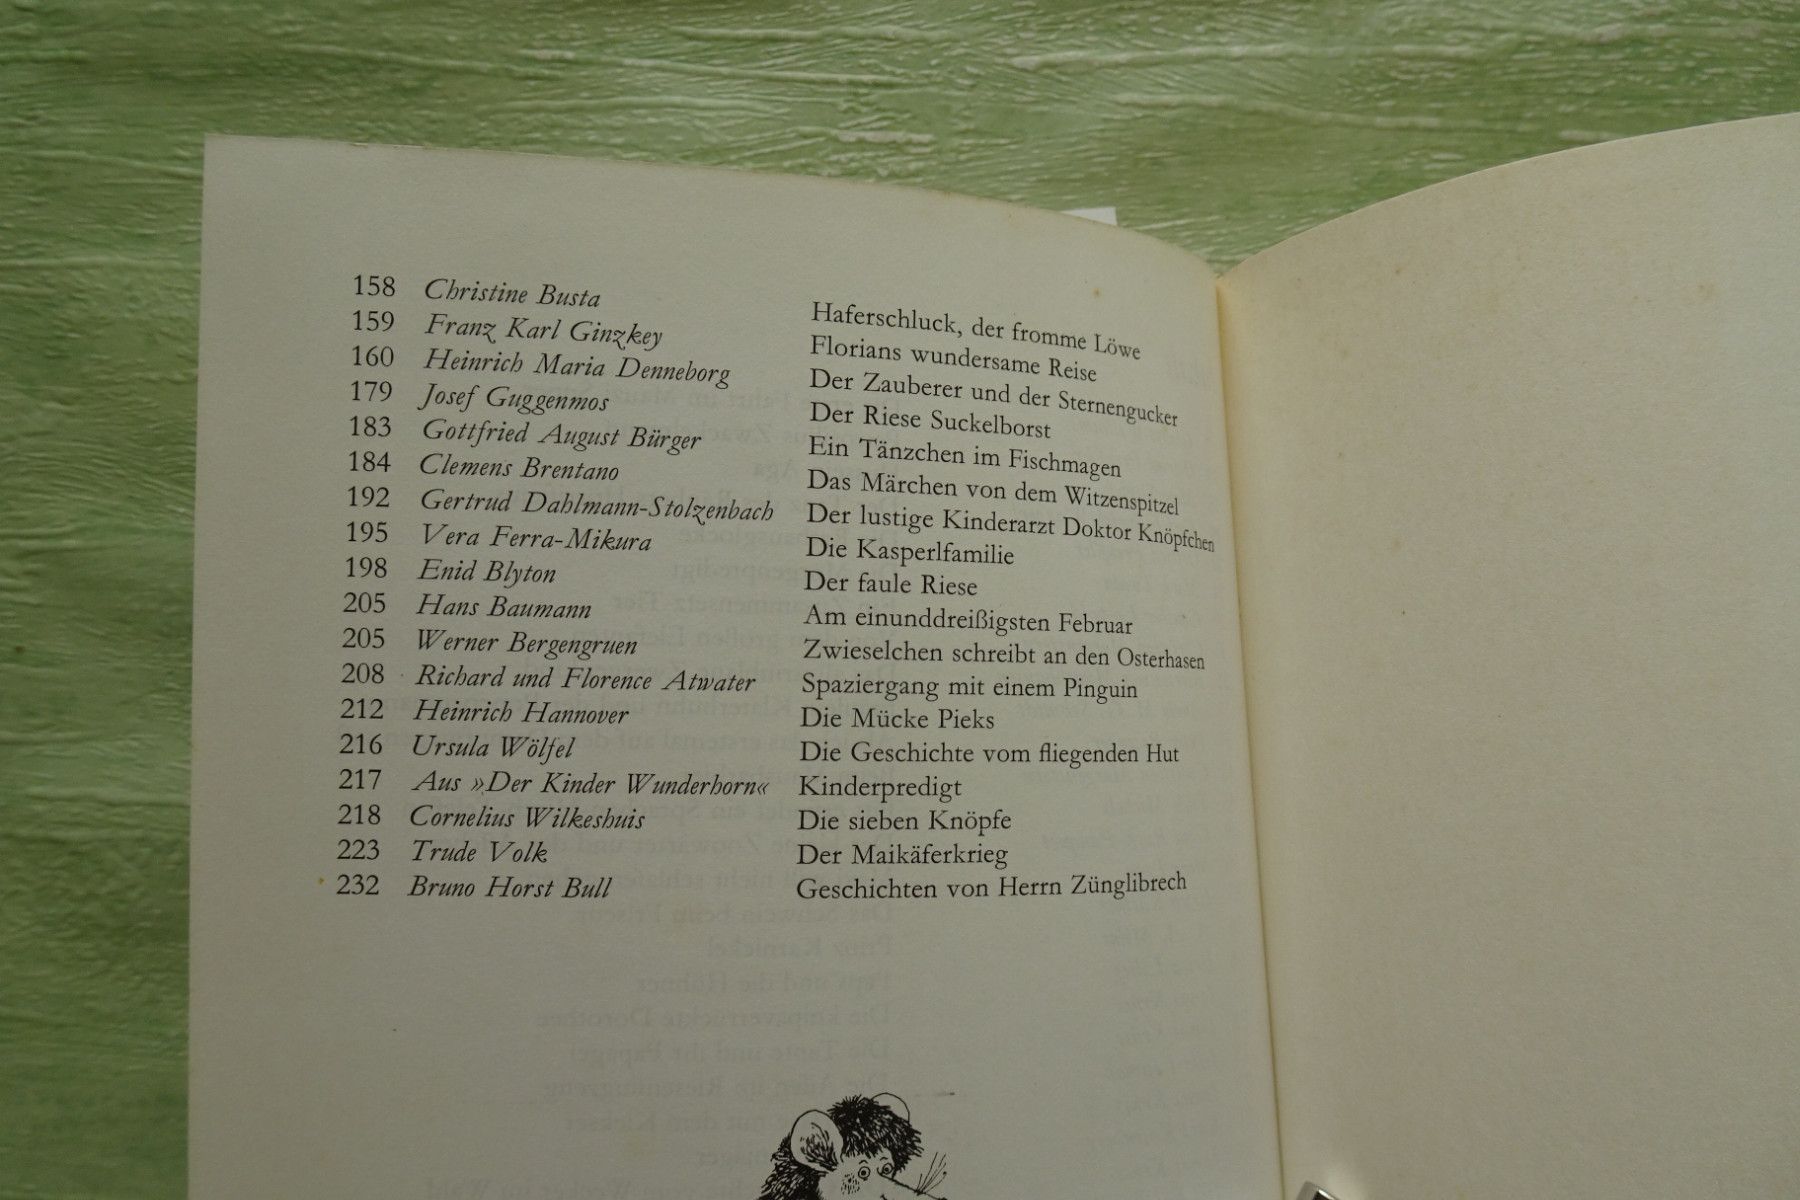 158 Christine Busta Haferschluck, der fromme Löwe
159 Franz Karl Ginzkey Florians wundersame Reise
160 Heinrich Maria Denneborg Der Zauberer und der Sternengucker
179 Josef Guggenmos Der Riese Suckelborst
183 Gottfried August Bürger Ein Tänzchen im Fischmagen
184 Clemens Brentano Das Märchen von dem Witzenspitzel
192 Gertrud Dahlmann-Stolzenbach Der lustige Kinderarzt Doktor Knöpfchen
195 Vera Ferra-Mikura Die Kasperlfamilie
198 Enid Blyton Der faule Riese
205 Hans Baumann Am einunddreißigsten Februar
205 Werner Bergengruen Zwieselchen schreibt an den Osterhasen
208 Richard und Florence Atwater Spaziergang mit einem Pinguin
212 Heinrich Hannover Die Mücke Pieks
216 Ursula Wölfel Die Geschichte vom fliegenden Hut
217 Aus »Der Kinder Wunderhorn« Kinderpredigt
218 Cornelius Wilkeshuis Die sieben Knöpfe
223 Trude Volk Der Maikäferkrieg
232 Bruno Horst Bull Geschichten von Herrn Zünglibrech